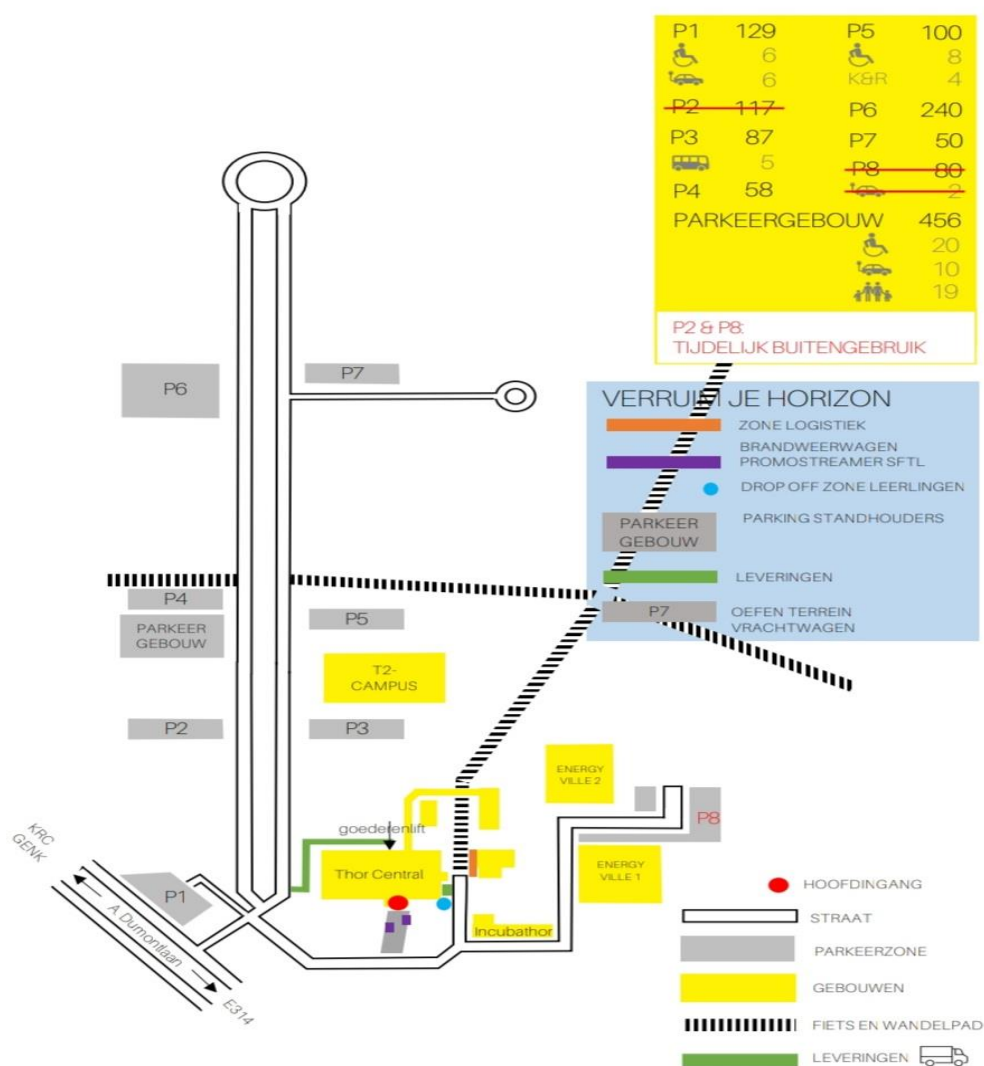 P1 129
6
6
P2 117
P3 87
5
P4 58
P5 100
8
K&R 4
P6 240
P7 50
P8 80
2
PARKEERGEBOUW 456
20
10
19
P2 & P8:
TIJDELIJK BUITENGEBRUIK
VERRUIM JE HORIZON
ZONE LOGISTIEK
BRANDWEERWAGEN
PROMOSTREAMER SFTL
DROP OFF ZONE LEERLINGEN
PARKEER
GEBOUW
PARKING STANDHOUDERS
LEVERINGEN
P7
OEFEN TERREIN
VRACHTWAGEN
P6
P7
P4
PARKEER
GEBOUW
P5
T2-
CAMPUS
P2
P3
ENERGY
VILLE 2
P8
goederenlift
Thor Central
ENERGY
VILLE 1
Incubathor
KRC
GENK
P1
A. Dumontlaan
E314
HOOFDINGANG
STRAAT
PARKEERZONE
GEBOUWEN
FIETS EN WANDELPAD
LEVERINGEN